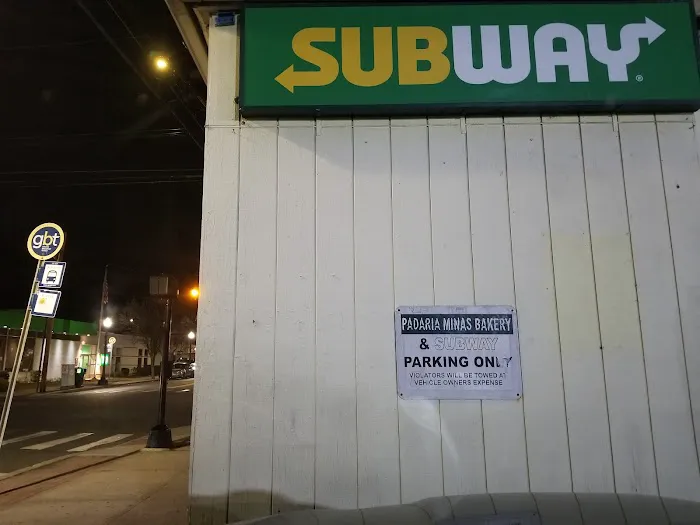 SUBWAY
gbt
PADARIA MINAS BAKERY
& SUBWAY
PARKING ONLY
VIOLATORS WILL BE TOWED AT
VEHICLE OWNERS EXPENSE